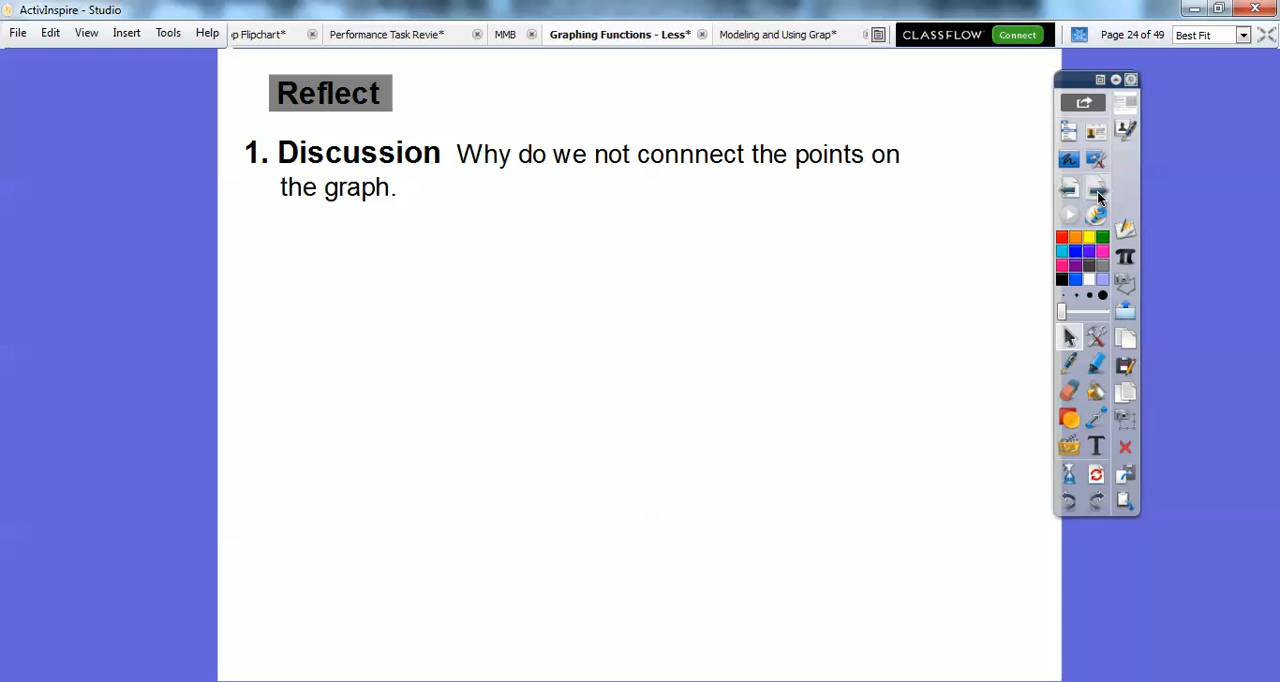 ActivInspire - Studio
File Edit View Insert Tools Help
p Flipchart* Performance Task Revie* MMB Graphing Functions - Less* Modeling and Using Grap* CLASSFLOW Connect Page 24 of 49 Best Fit
Reflect
1. Discussion Why do we not connnect the points on
the graph.
T